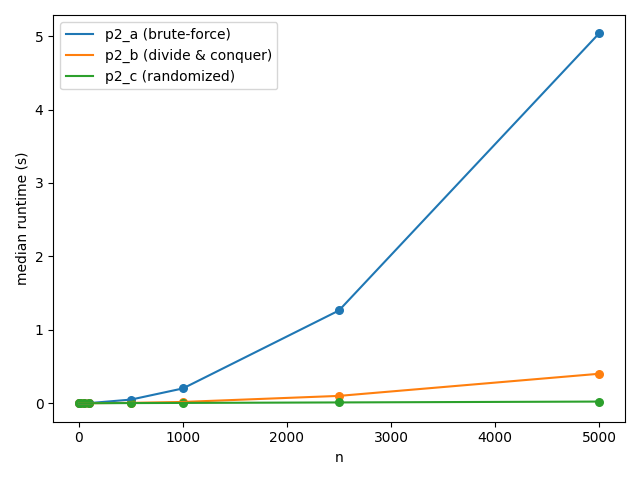 p2_a (brute-force)
p2_b (divide & conquer)
p2_c (randomized)
median runtime (s)
5
4
3
2
1
0
0 1000 2000 3000 4000 5000
n